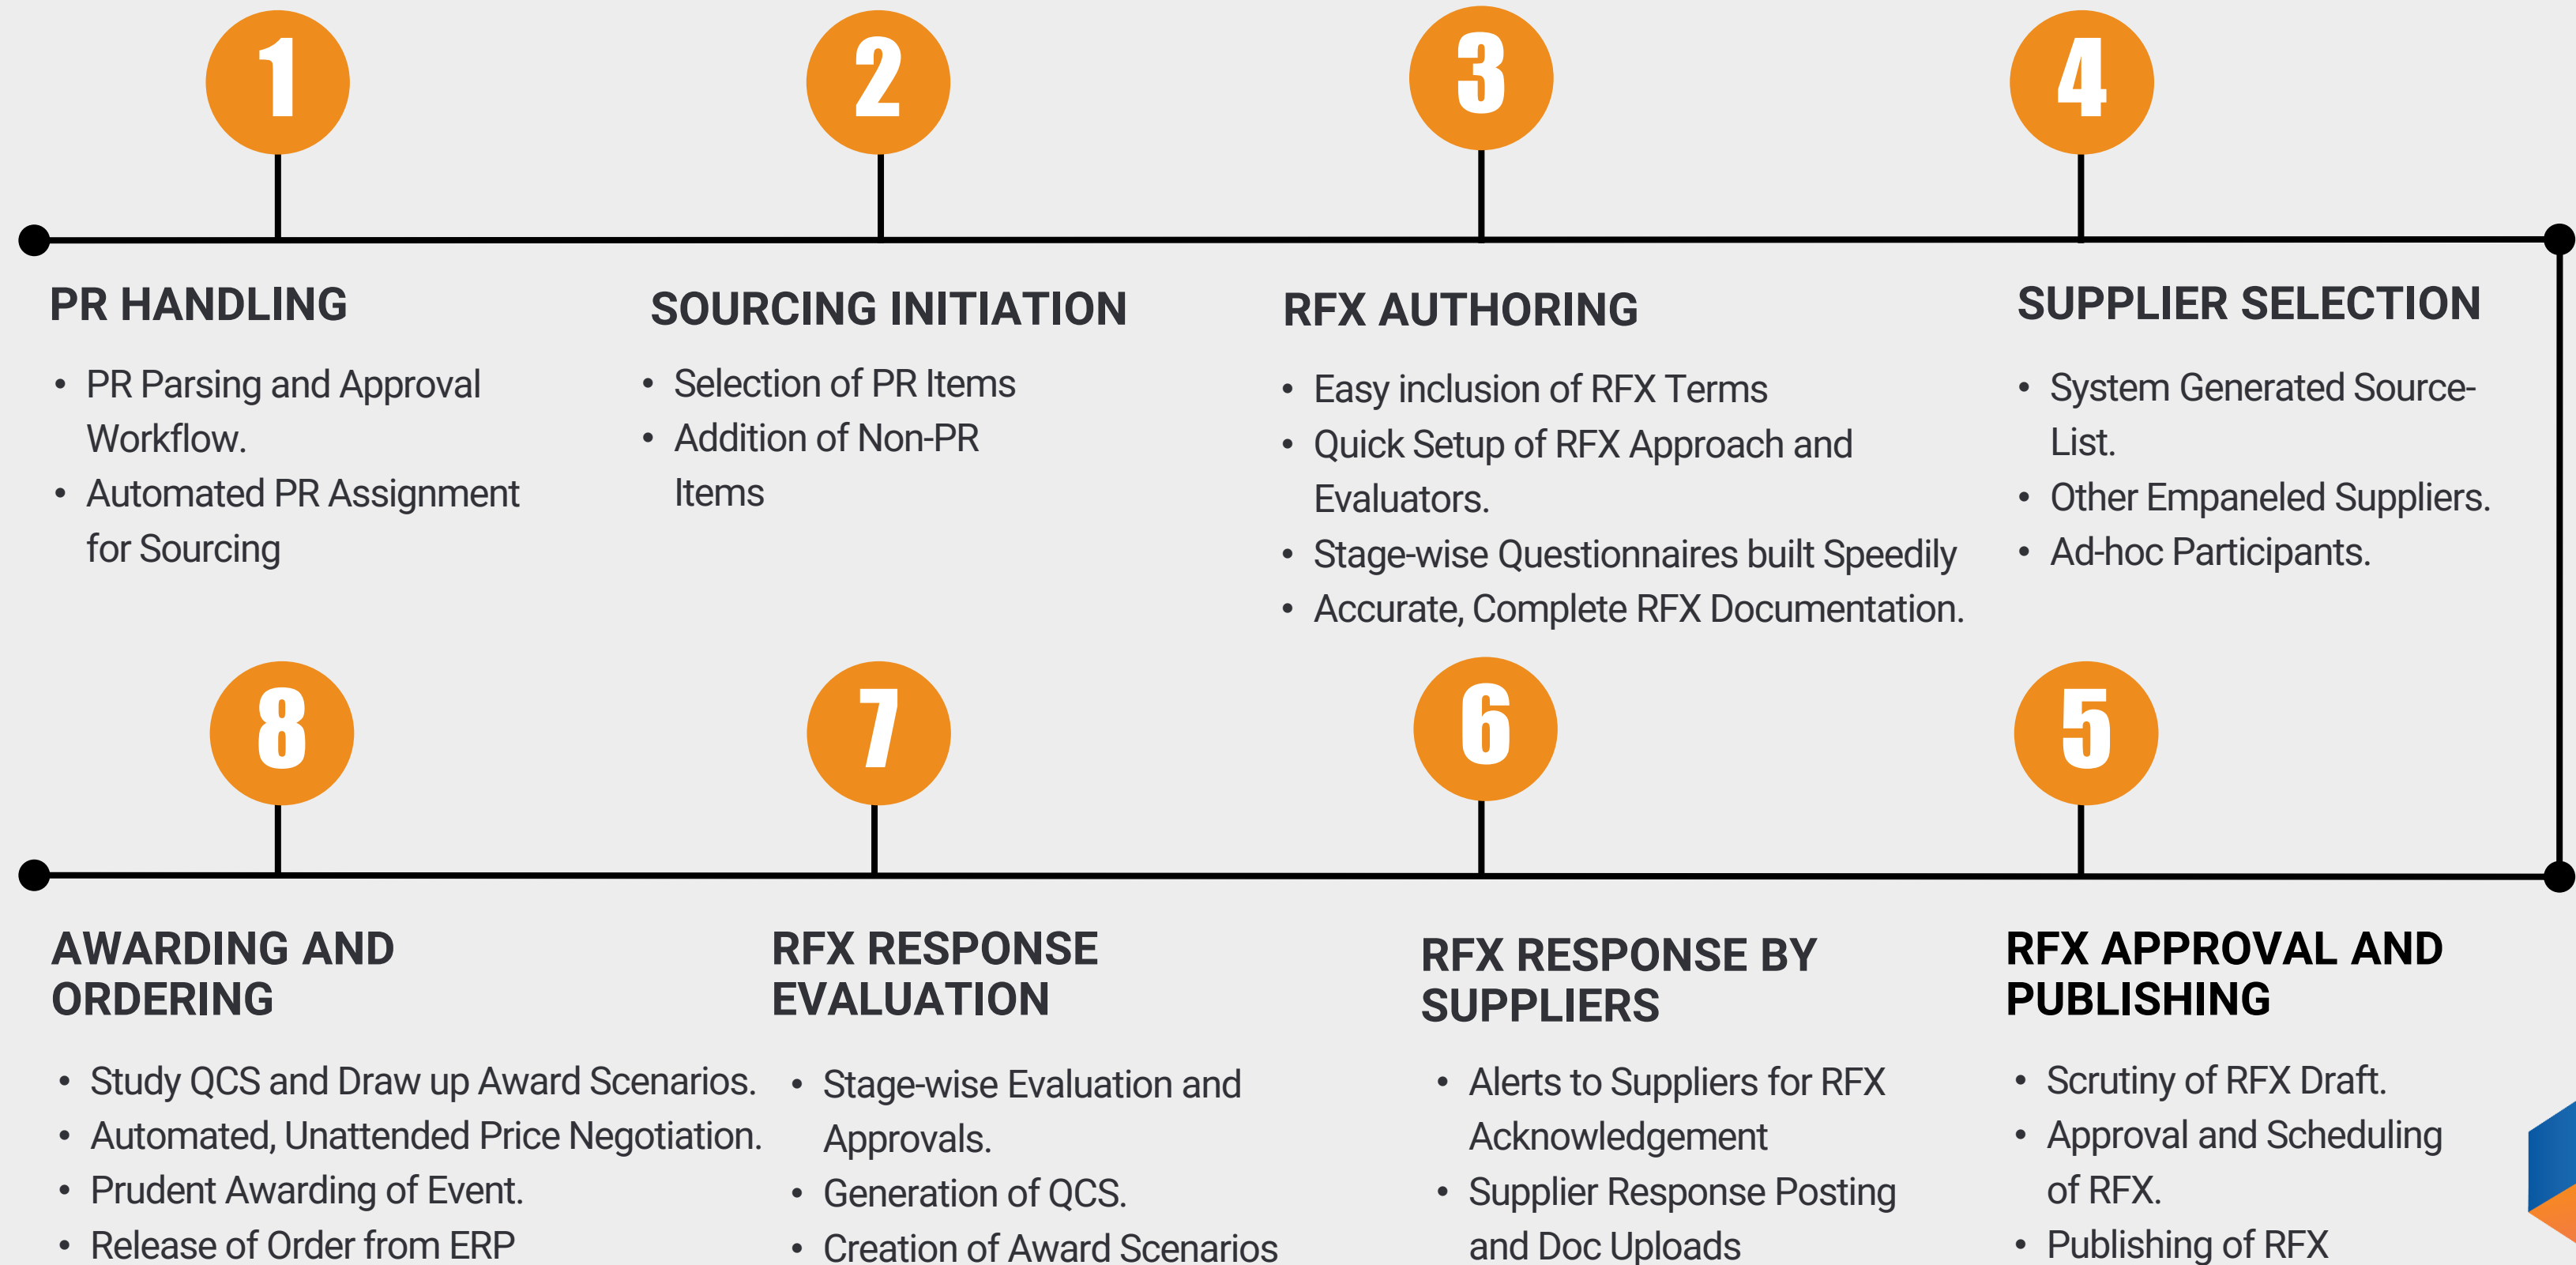 1
PR HANDLING
• PR Parsing and Approval
Workflow.
• Automated PR Assignment
for Sourcing
2
SOURCING INITIATION
• Selection of PR Items
• Addition of Non-PR
Items
3
RFX AUTHORING
• Easy inclusion of RFX Terms
• Quick Setup of RFX Approach and
Evaluators.
• Stage-wise Questionnaires built Speedily
• Accurate, Complete RFX Documentation.
4
SUPPLIER SELECTION
• System Generated Source-
List.
• Other Empaneled Suppliers.
• Ad-hoc Participants.
5
RFX APPROVAL AND
PUBLISHING
• Scrutiny of RFX Draft.
• Approval and Scheduling
of RFX.
• Publishing of RFX
6
RFX RESPONSE BY
SUPPLIERS
• Alerts to Suppliers for RFX
Acknowledgement
• Supplier Response Posting
and Doc Uploads
7
RFX RESPONSE
EVALUATION
• Stage-wise Evaluation and
Approvals.
• Generation of QCS.
• Creation of Award Scenarios
8
AWARDING AND
ORDERING
• Study QCS and Draw up Award Scenarios.
• Automated, Unattended Price Negotiation.
• Prudent Awarding of Event.
• Release of Order from ERP